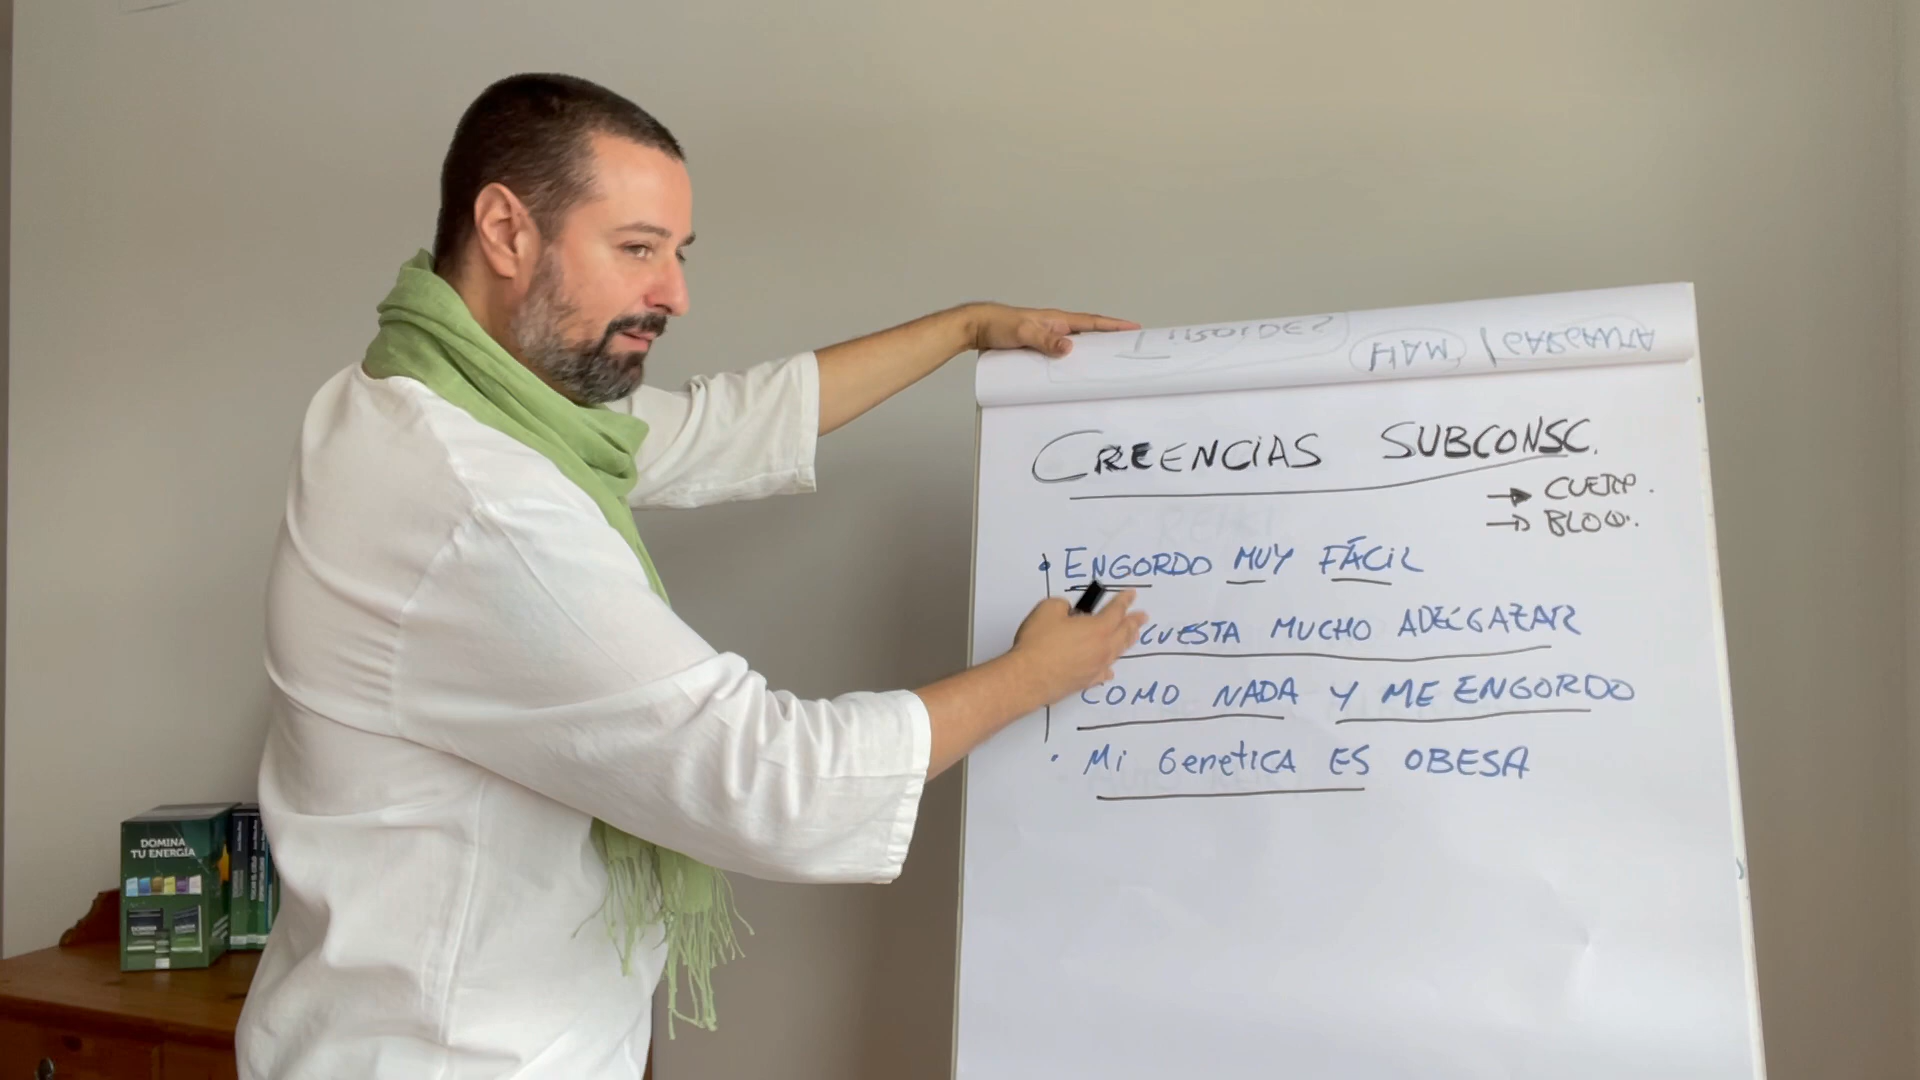 CREENCIAS SUBCONSC.
→ CUERP.
→ BLOQ.
• ENGORDO MUY FÁCIL
CUESTA MUCHO ADELGAZAR
COMO NADA Y ME ENGORDO
• Mi GenetiCA ES OBESA
DOMINA
TU ENERGÍA